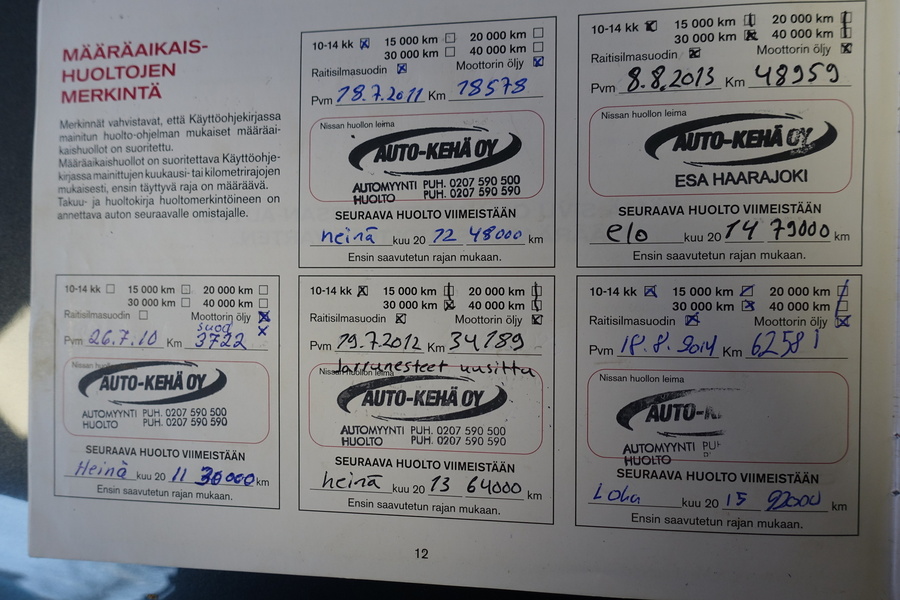 MÄÄRÄAIKAIS-
HUOLTOJEN
MERKINTÄ
Merkinnät vahvistavat, että Käyttöohjekirjassa
mainitun huolto-ohjelman mukaiset määräai-
kaishuollot on suoritettu.
Määräaikaishuollot on suoritettava Käyttöohje-
kirjassa mainittujen kuukausi- tai kilometrirajojen
mukaisesti, ensin täyttyvä raja on määräävä.
Takuu- ja huoltokirja huoltomerkintöineen on
annettava auton seuraavalle omistajalle.
10-14 kk 15 000 km 20 000 km
30 000 km 40 000 km
Raitisilmasuodin Moottorin öljy
Pvm 26.7.10 Km 3722
suod
Nissan huollon leima
AUTO-KEHÄ OY
AUTOMYYNTI PUH. 0207 590 500
HUOLTO PUH. 0207 590 590
SEURAAVA HUOLTO VIIMEISTÄÄN
Heinä kuu 20 11 30000 km
Ensin saavutetun rajan mukaan.
10-14 kk 15 000 km 20 000 km
30 000 km 40 000 km
Raitisilmasuodin Moottorin öljy
Pvm 18.7.2011 Km 18578
Nissan huollon leima
AUTO-KEHÄ OY
AUTOMYYNTI PUH. 0207 590 500
HUOLTO PUH. 0207 590 590
SEURAAVA HUOLTO VIIMEISTÄÄN
heinä kuu 20 12 48000 km
Ensin saavutetun rajan mukaan.
10-14 kk 15 000 km 20 000 km
30 000 km 40 000 km
Raitisilmasuodin Moottorin öljy
Pvm 19.7.2012 Km 34189
Jarrunesteet uusittu
Nissan huollon leima
AUTO-KEHÄ OY
AUTOMYYNTI PUH. 0207 590 500
HUOLTO PUH. 0207 590 590
SEURAAVA HUOLTO VIIMEISTÄÄN
heinä kuu 20 13 64000 km
Ensin saavutetun rajan mukaan.
10-14 kk 15 000 km 20 000 km
30 000 km 40 000 km
Raitisilmasuodin Moottorin öljy
Pvm 8.8.2013 Km 48959
Nissan huollon leima
AUTO-KEHÄ OY
ESA HAARAJOKI
SEURAAVA HUOLTO VIIMEISTÄÄN
elo kuu 20 14 79000 km
Ensin saavutetun rajan mukaan.
10-14 kk 15 000 km 20 000 km
30 000 km 40 000 km
Raitisilmasuodin Moottorin öljy
Pvm 18.8.2014 Km 62581
Nissan huollon leima
AUTO-K
AUTOMYYNTI PUH
HUOLTO
SEURAAVA HUOLTO VIIMEISTÄÄN
Loka kuu 20 15 92000 km
Ensin saavutetun rajan mukaan.
12